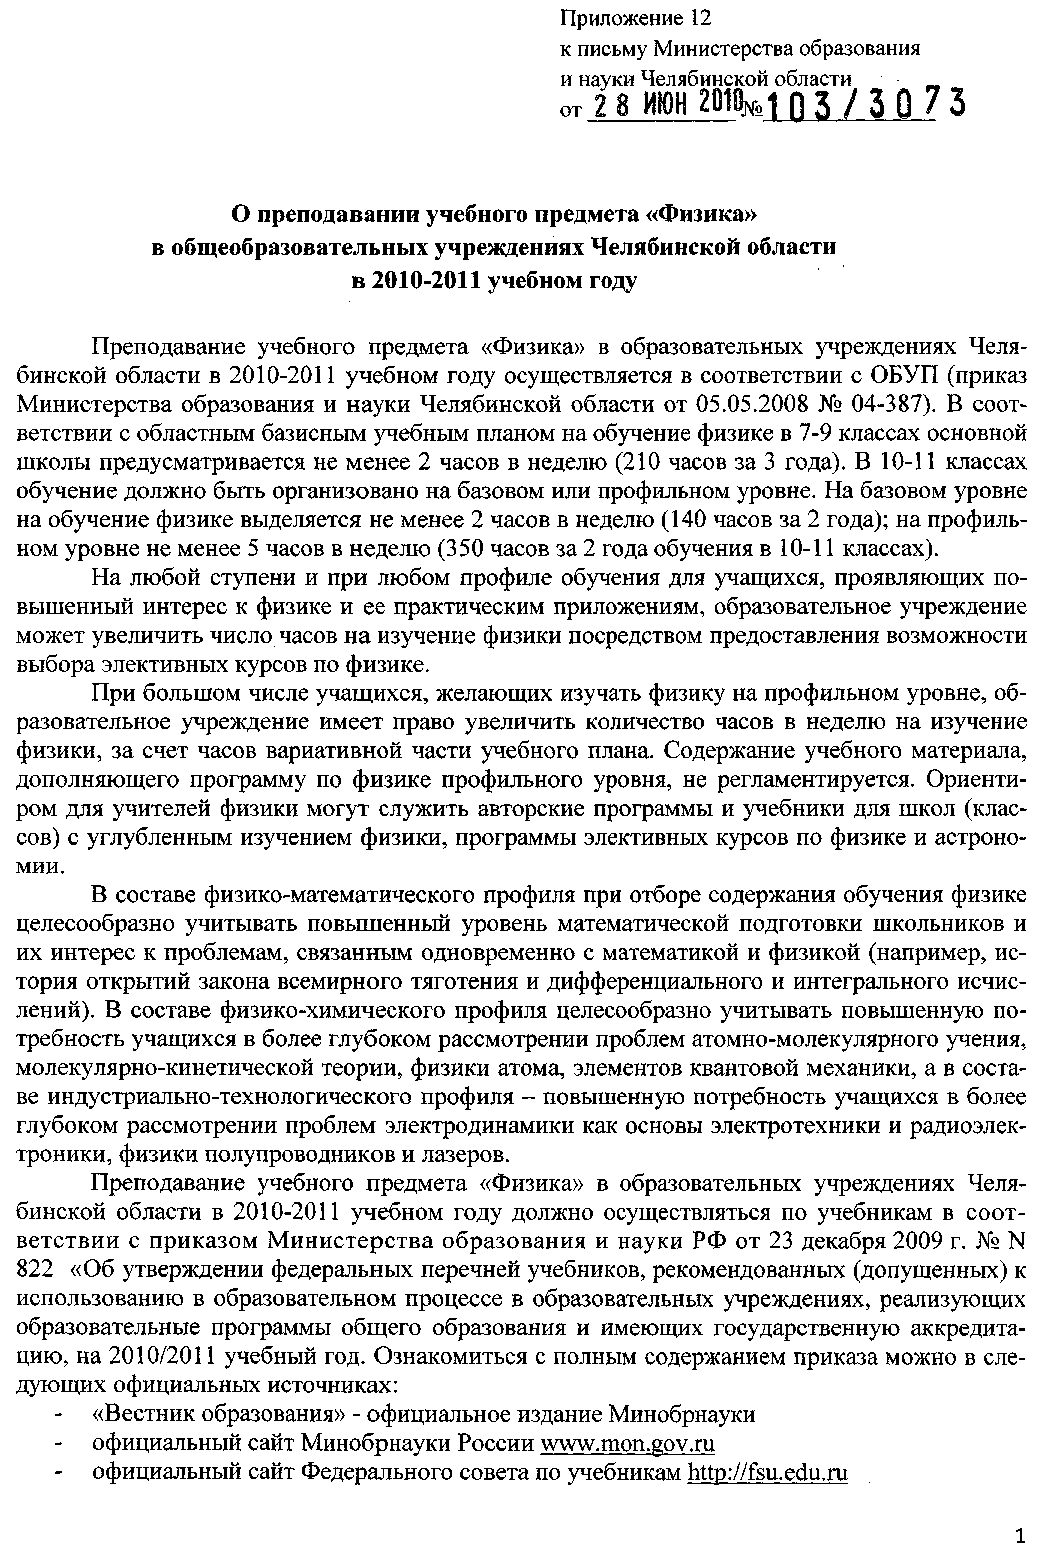 Приложение 12
к письму Министерства образования
и науки Челябинской области
от 28 ИЮН 2010 № 103/3073
О преподавании учебного предмета «Физика»
в общеобразовательных учреждениях Челябинской области
в 2010-2011 учебном году
Преподавание учебного предмета «Физика» в образовательных учреждениях Челя-
бинской области в 2010-2011 учебном году осуществляется в соответствии с ОБУП (приказ
Министерства образования и науки Челябинской области от 05.05.2008 № 04-387). В соот-
ветствии с областным базисным учебным планом на обучение физике в 7-9 классах основной
школы предусматривается не менее 2 часов в неделю (210 часов за 3 года). В 10-11 классах
обучение должно быть организовано на базовом или профильном уровне. На базовом уровне
на обучение физике выделяется не менее 2 часов в неделю (140 часов за 2 года); на профиль-
ном уровне не менее 5 часов в неделю (350 часов за 2 года обучения в 10-11 классах).
На любой ступени и при любом профиле обучения для учащихся, проявляющих по-
вышенный интерес к физике и ее практическим приложениям, образовательное учреждение
может увеличить число часов на изучение физики посредством предоставления возможности
выбора элективных курсов по физике.
При большом числе учащихся, желающих изучать физику на профильном уровне, об-
разовательное учреждение имеет право увеличить количество часов в неделю на изучение
физики, за счет часов вариативной части учебного плана. Содержание учебного материала,
дополняющего программу по физике профильного уровня, не регламентируется. Ориенти-
ром для учителей физики могут служить авторские программы и учебники для школ (клас-
сов) с углубленным изучением физики, программы элективных курсов по физике и астроно-
мии.
В составе физико-математического профиля при отборе содержания обучения физике
целесообразно учитывать повышенный уровень математической подготовки школьников и
их интерес к проблемам, связанным одновременно с математикой и физикой (например, ис-
тория открытий закона всемирного тяготения и дифференциального и интегрального исчис-
лений). В составе физико-химического профиля целесообразно учитывать повышенную по-
требность учащихся в более глубоком рассмотрении проблем атомно-молекулярного учения,
молекулярно-кинетической теории, физики атома, элементов квантовой механики, а в соста-
ве индустриально-технологического профиля – повышенную потребность учащихся в более
глубоком рассмотрении проблем электродинамики как основы электротехники и радиоэлек-
троники, физики полупроводников и лазеров.
Преподавание учебного предмета «Физика» в образовательных учреждениях Челя-
бинской области в 2010-2011 учебном году должно осуществляться по учебникам в соот-
ветствии с приказом Министерства образования и науки РФ от 23 декабря 2009 г. № N
822 «Об утверждении федеральных перечней учебников, рекомендованных (допущенных) к
использованию в образовательном процессе в образовательных учреждениях, реализующих
образовательные программы общего образования и имеющих государственную аккредита-
цию, на 2010/2011 учебный год. Ознакомиться с полным содержанием приказа можно в сле-
дующих официальных источниках:
- «Вестник образования» - официальное издание Минобрнауки
- официальный сайт Минобрнауки России www.mon.gov.ru
- официальный сайт Федерального совета по учебникам http://fsu.edu.ru
1